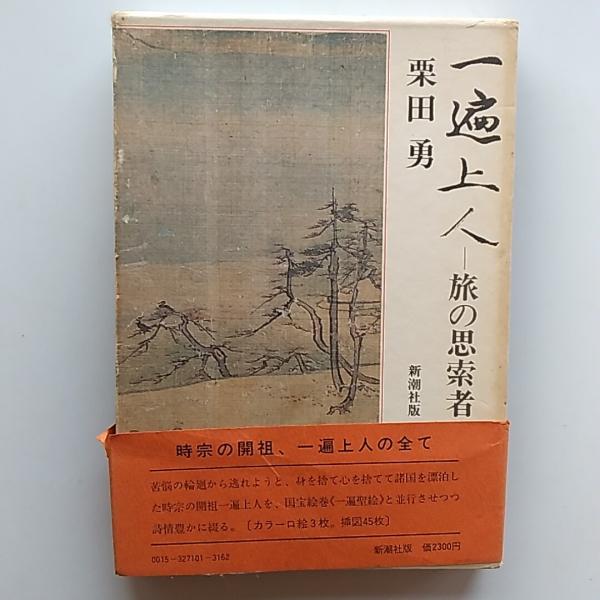 一遍上人―旅の思索者
栗田 勇
新潮社版
時宗の開祖、一遍上人の全て
苦悩の輪廻から逃れようと、身を捨て心を捨てて諸国を漂泊し
た時宗の開祖一遍上人を、国宝絵巻《一遍聖絵》と並行させつつ
詩情豊かに綴る。〔カラー口絵3枚。挿図45枚〕
0015-327101-3162
新潮社版 価2300円